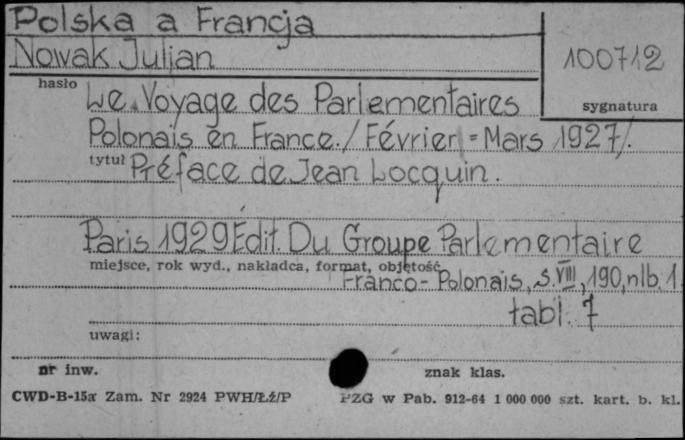 Polska a Francja
Nowak Julian
100712
hasło
sygnatura
Le Voyage des Parlementaires
Polonais en France./Février=Mars 1927/.
tytuł
Préface de Jean Locquin.
Paris 1929 Edit. Du Groupe Parlementaire
miejsce, rok wyd., nakładca, format, objętość
Franco-Polonais, s. VIII, 190, nlb. 1.
tabl. 7
uwagi:
nr inw.
znak klas.
CWD-B-15a Zam. Nr 2924 PWH/Łź/P
PZG w Pab. 912-64 1 000 000 szt. kart. b. kl.